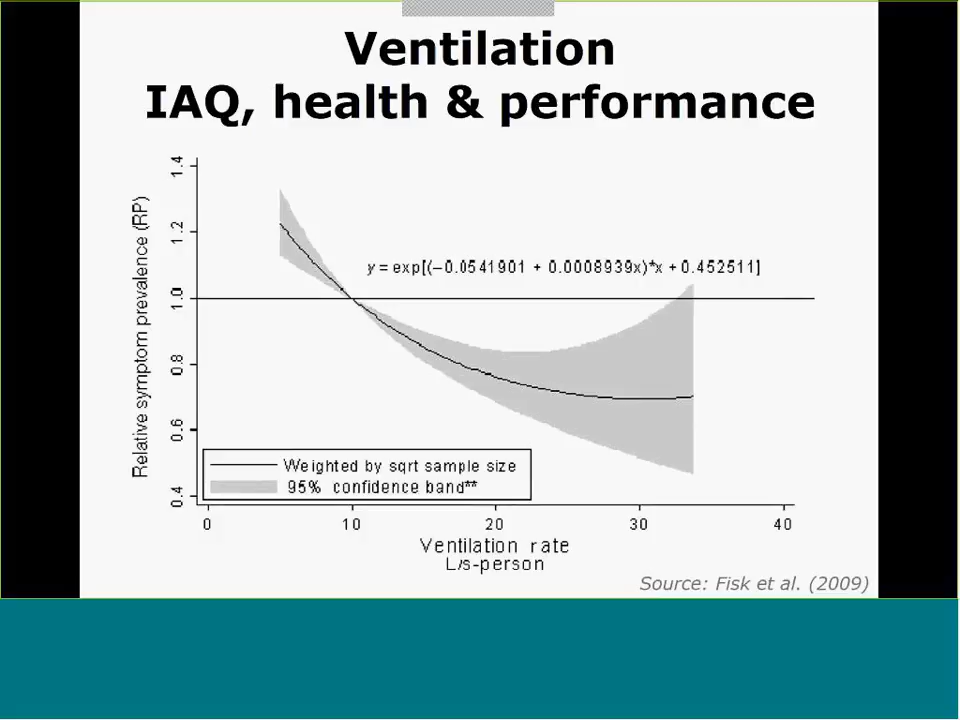 Ventilation
IAQ, health & performance
Relative symptom prevalence (RP)
1.4
1.2
1.0
0.8
0.6
0.4
y = exp[(−0.0541901 + 0.0008939x)*x + 0.452511]
Weighted by sqrt sample size
95% confidence band**
0 10 20 30 40
Ventilation rate
L/s-person
Source: Fisk et al. (2009)